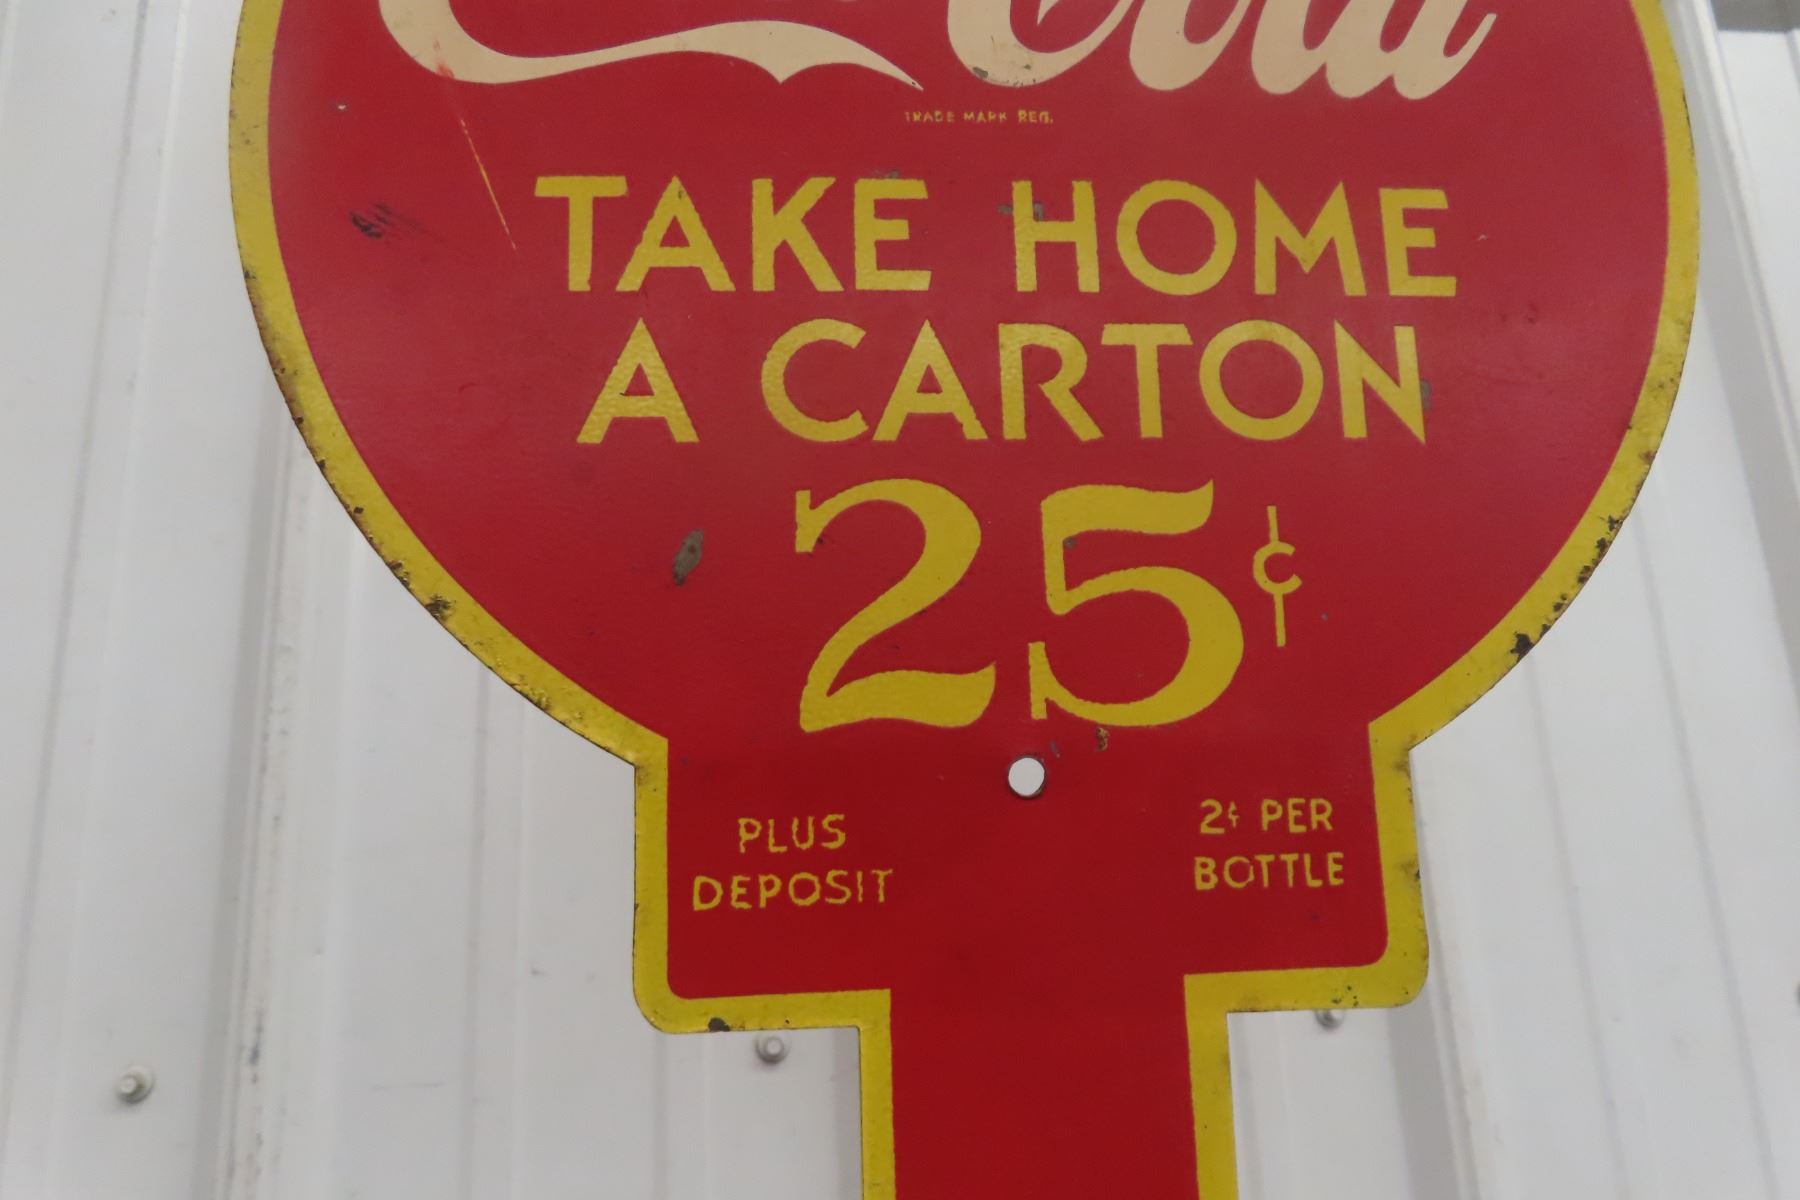 Cola
TRADE MARK REG.
TAKE HOME
A CARTON
25¢
PLUS
DEPOSIT
2¢ PER
BOTTLE